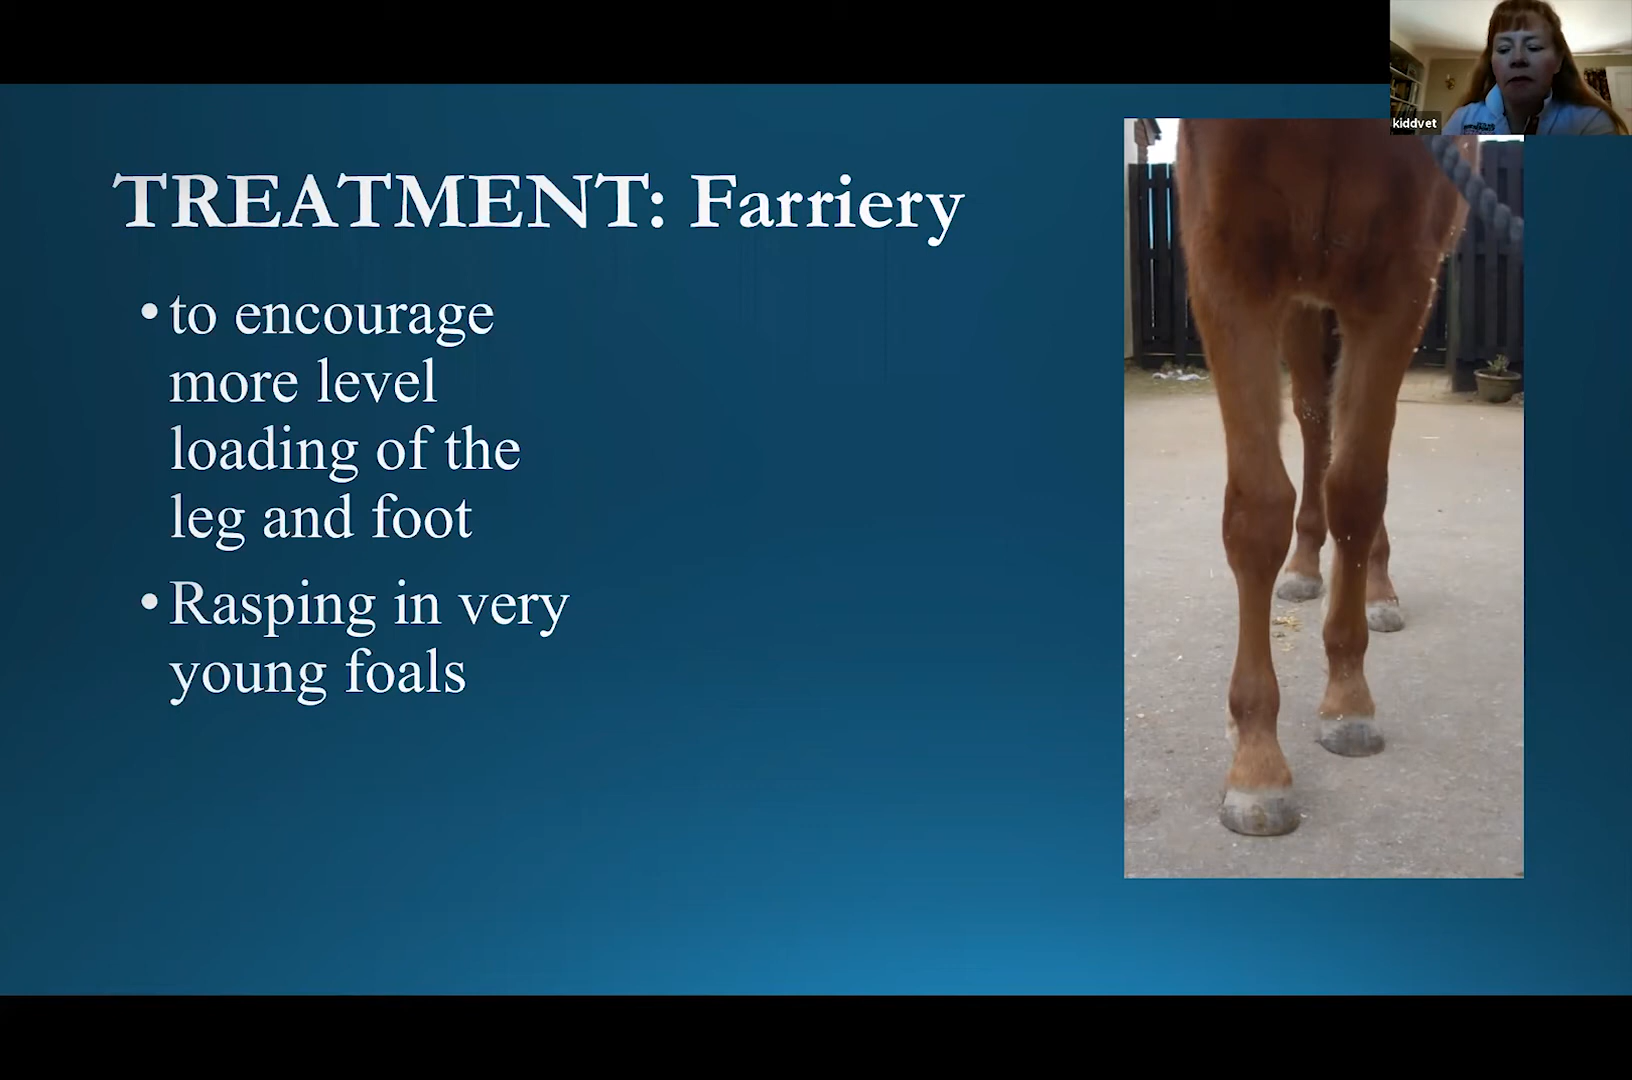 kiddvet
TREATMENT: Farriery
• to encourage
more level
loading of the
leg and foot
• Rasping in very
young foals